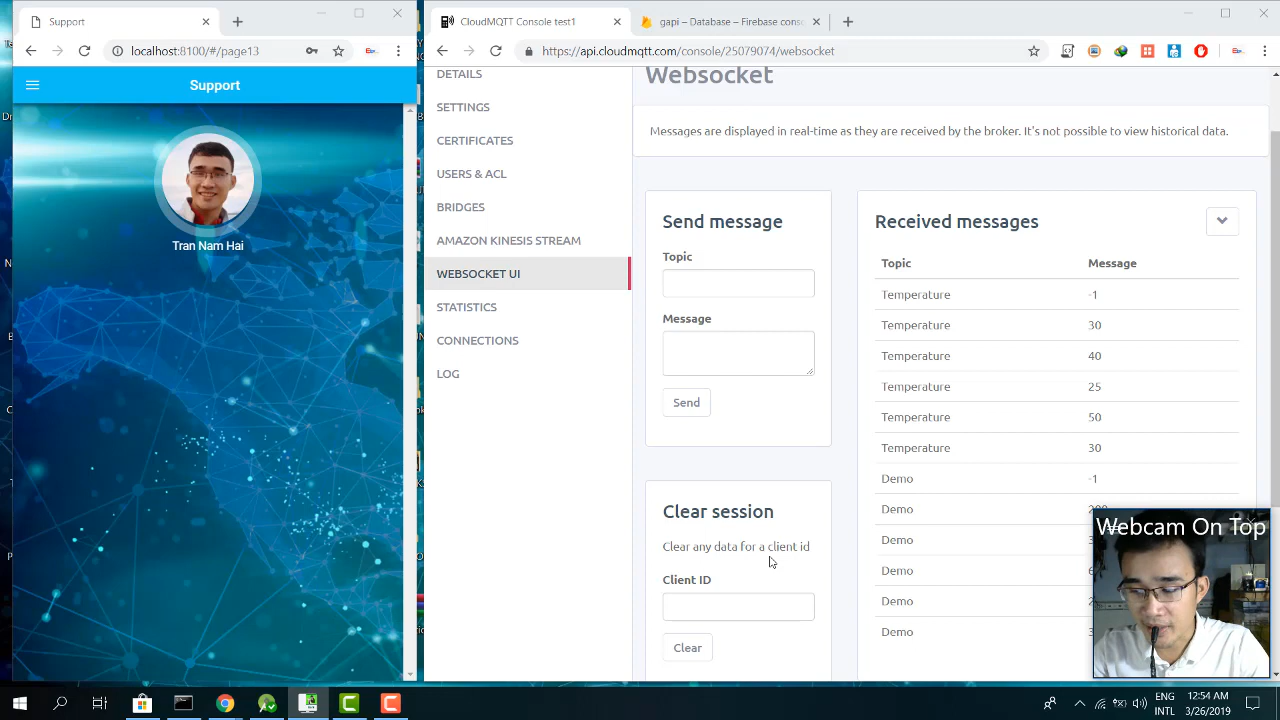 Support
localhost:8100/#/page13
Support
Tran Nam Hai
CloudMQTT Console test1
gapi – Database – Firebase cons
https://api.cloudmqtt.com/console/25079074/websocket
DETAILS
SETTINGS
CERTIFICATES
USERS & ACL
BRIDGES
AMAZON KINESIS STREAM
WEBSOCKET UI
STATISTICS
CONNECTIONS
LOG
Websocket
Messages are displayed in real-time as they are received by the broker. It's not possible to view historical data.
Send message
Topic
Message
Send
Clear session
Clear any data for a client id
Client ID
Clear
Received messages
Topic Message
Temperature -1
Temperature 30
Temperature 40
Temperature 25
Temperature 50
Temperature 30
Demo -1
Demo
Demo
Demo
Demo
Demo
Webcam On Top
ENG
INTL
12:54 AM
3/26/2019